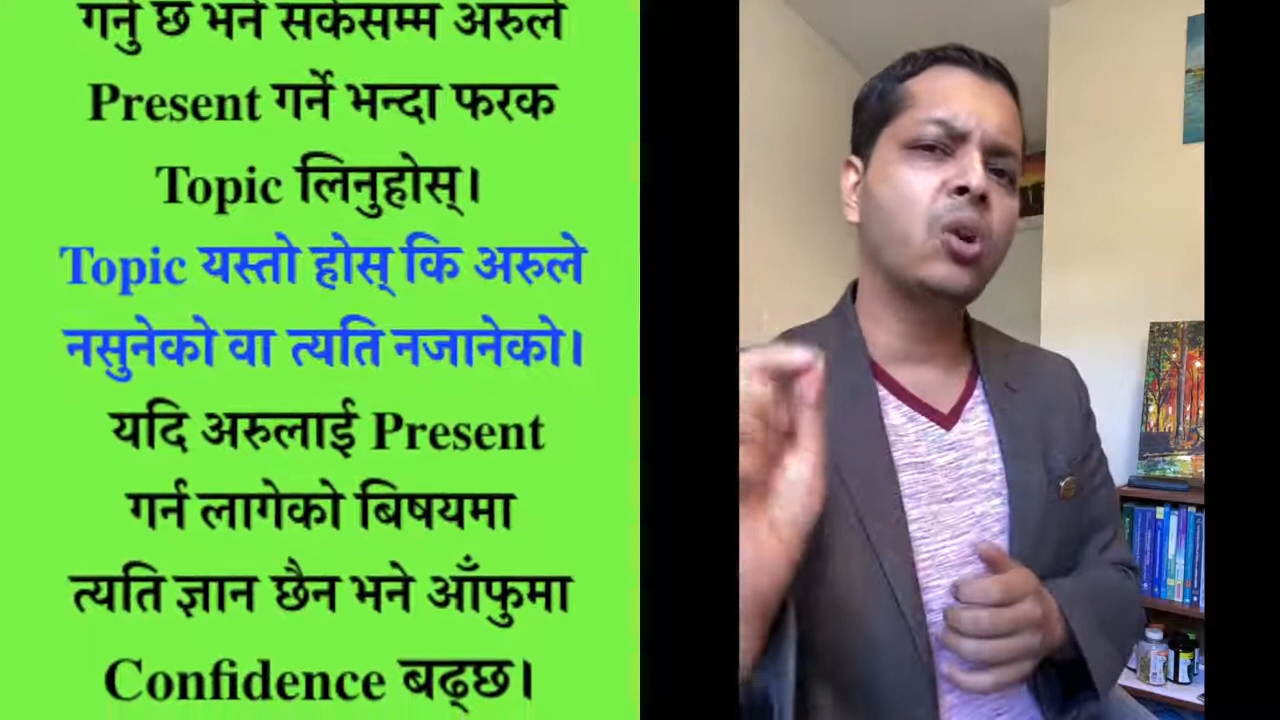 गर्नु छ भने सकेसम्म अरुले
Present गर्ने भन्दा फरक
Topic लिनुहोस्।
Topic यस्तो होस् कि अरुले
नसुनेको वा त्यति नजानेको।
यदि अरुलाई Present
गर्न लागेको बिषयमा
त्यति ज्ञान छैन भने आँफुमा
Confidence बढ्छ।